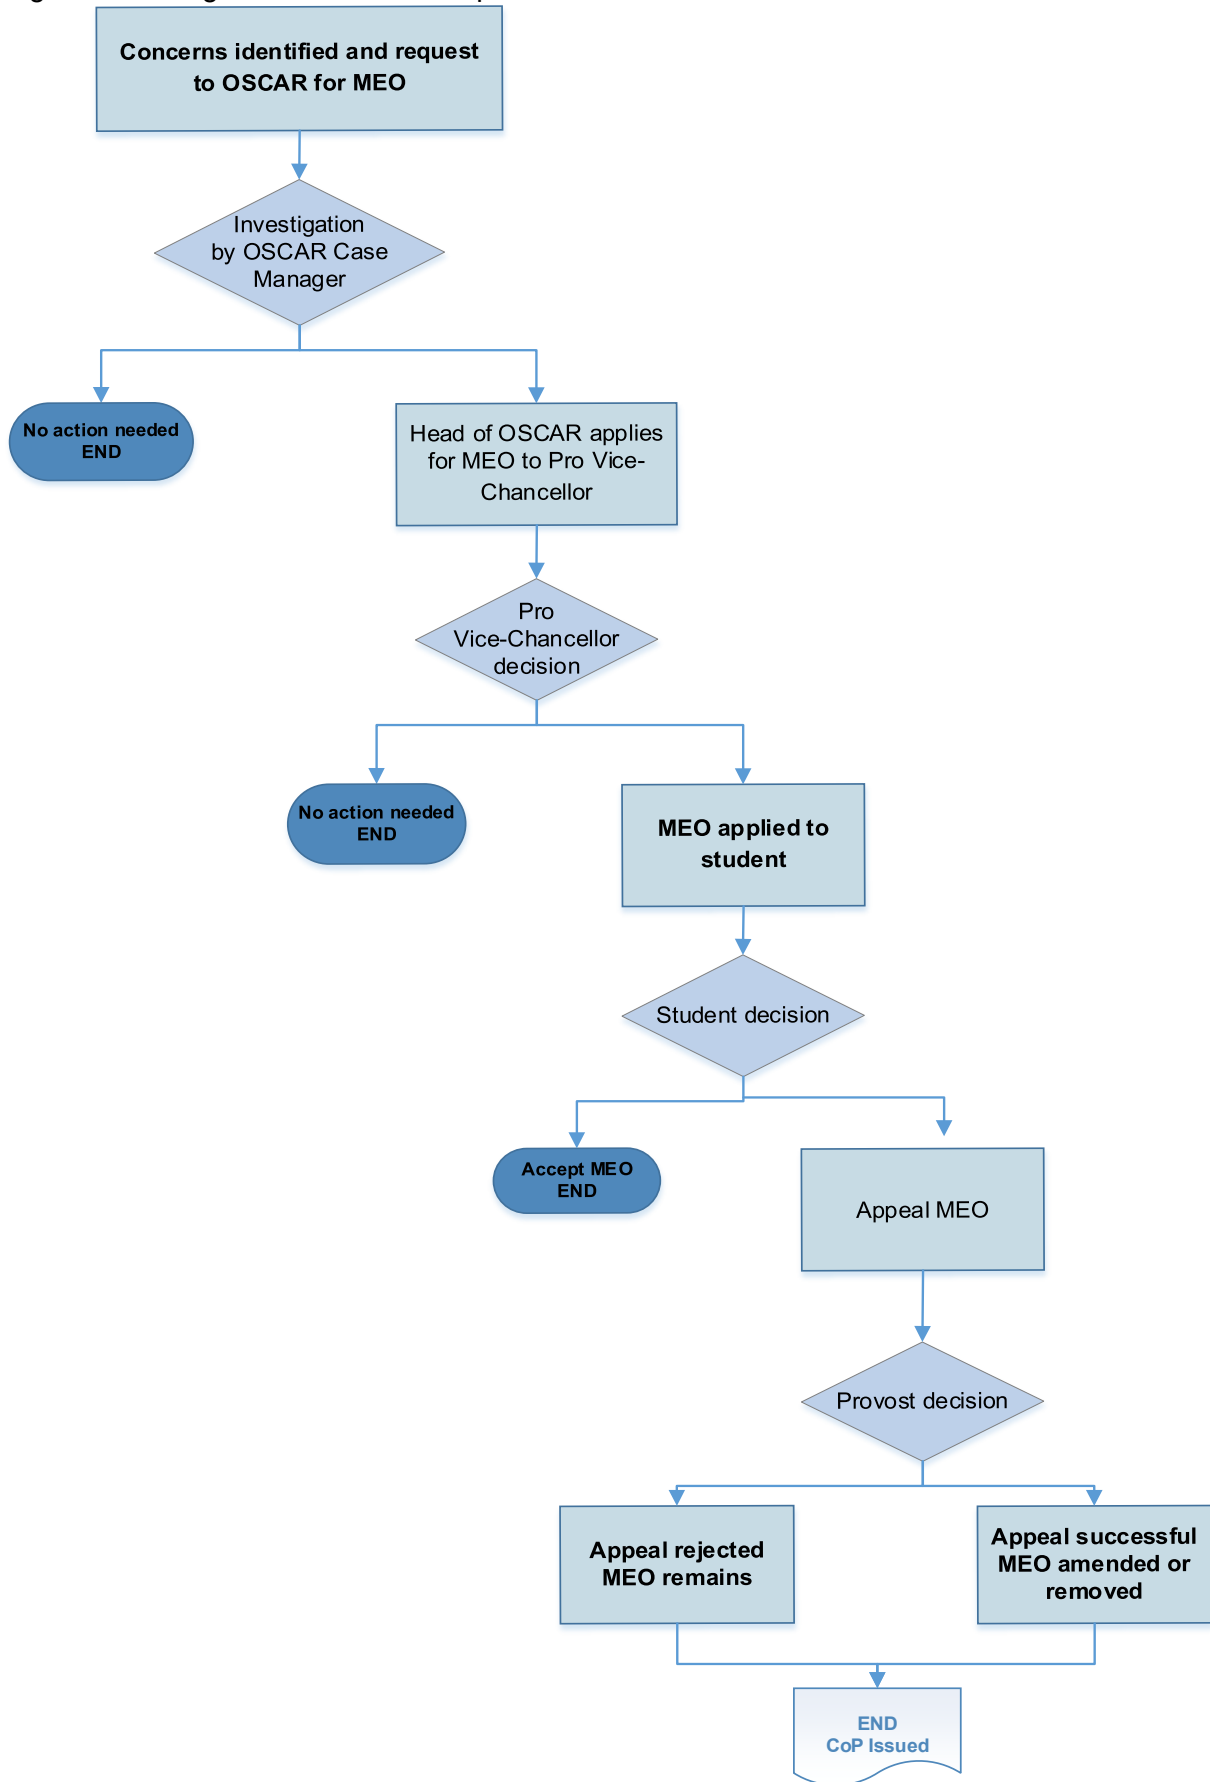 Concerns identified and request
to OSCAR for MEO
Investigation
by OSCAR Case
Manager
No action needed
END
Head of OSCAR applies
for MEO to Pro Vice-
Chancellor
Pro
Vice-Chancellor
decision
No action needed
END
MEO applied to
student
Student decision
Accept MEO
END
Appeal MEO
Provost decision
Appeal rejected
MEO remains
Appeal successful
MEO amended or
removed
END
CoP Issued